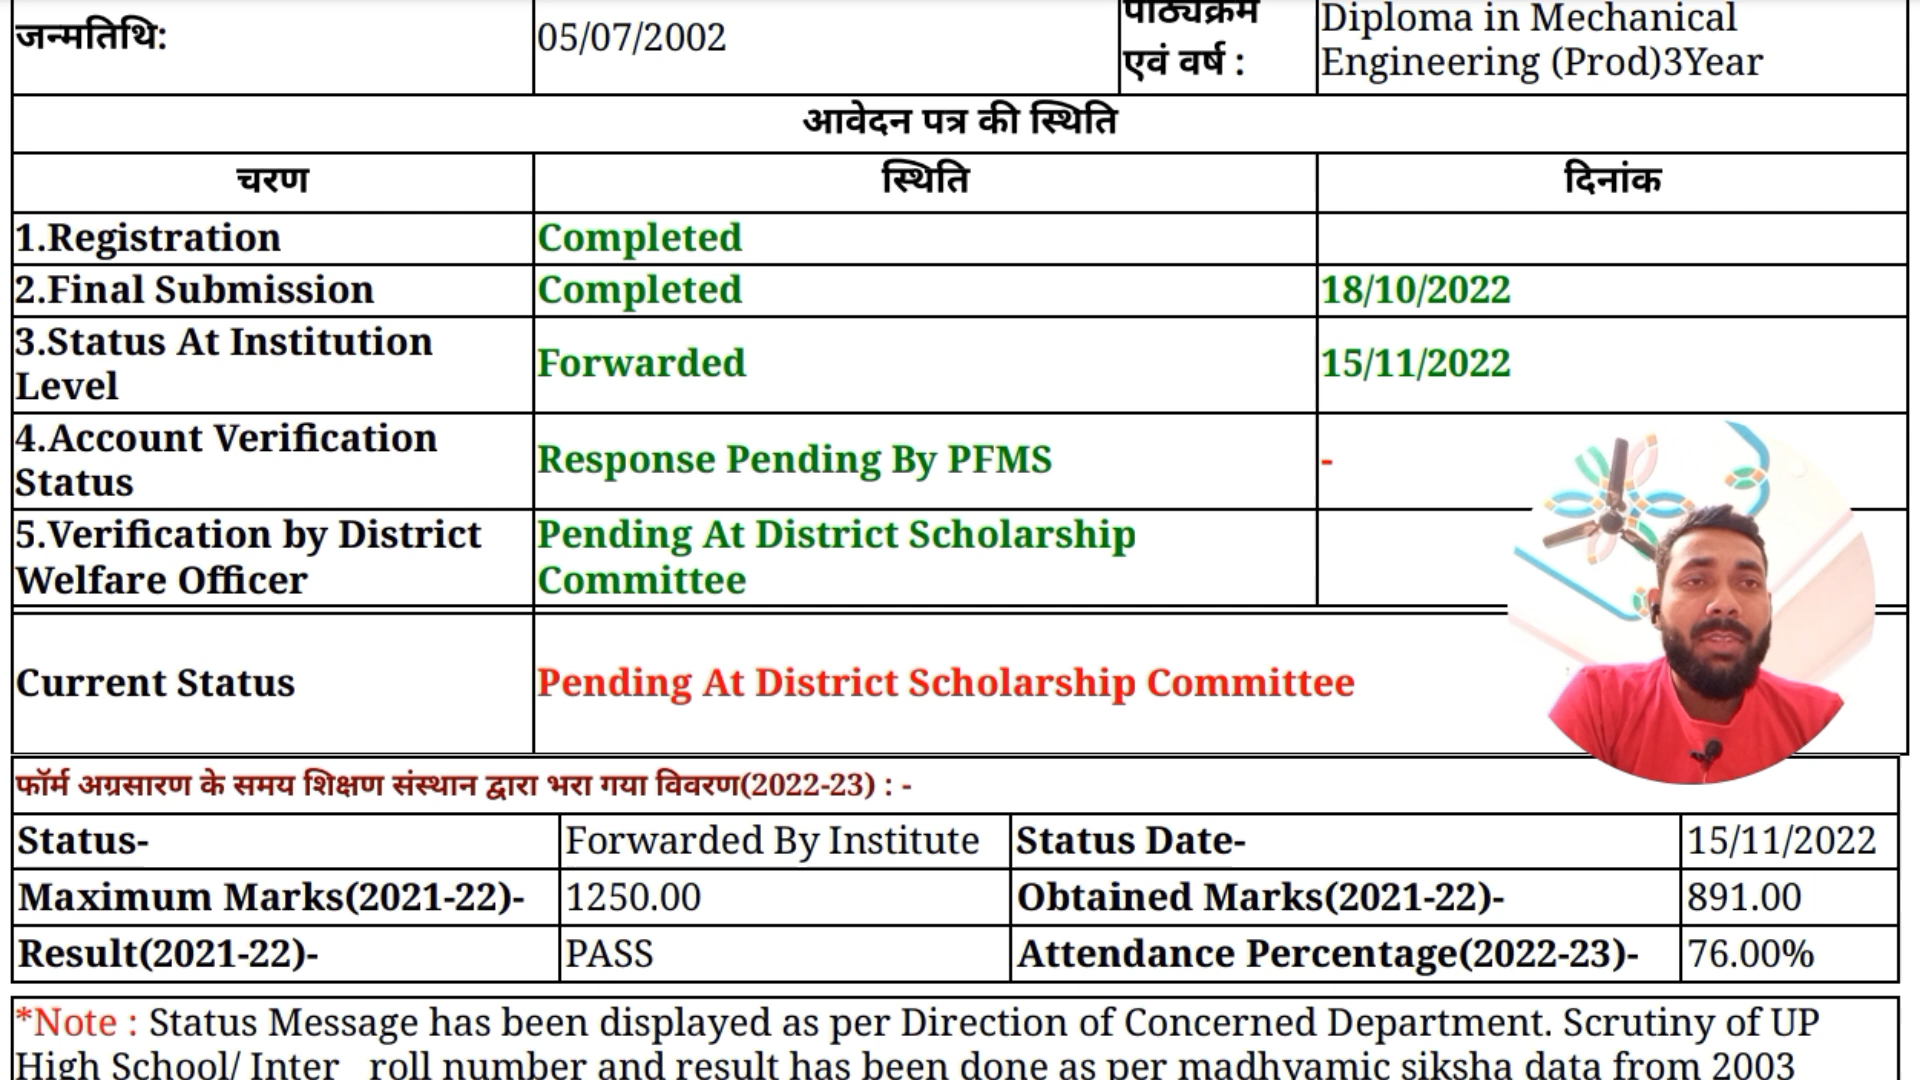 जन्मतिथि: 05/07/2002 पाठ्यक्रम एवं वर्ष : Diploma in Mechanical
Engineering (Prod)3Year
आवेदन पत्र की स्थिति
चरण स्थिति दिनांक
1.Registration Completed
2.Final Submission Completed 18/10/2022
3.Status At Institution
Level Forwarded 15/11/2022
4.Account Verification
Status Response Pending By PFMS -
5.Verification by District
Welfare Officer Pending At District Scholarship
Committee
Current Status Pending At District Scholarship Committee
फॉर्म अग्रसारण के समय शिक्षण संस्थान द्वारा भरा गया विवरण(2022-23) : -
Status- Forwarded By Institute Status Date- 15/11/2022
Maximum Marks(2021-22)- 1250.00 Obtained Marks(2021-22)- 891.00
Result(2021-22)- PASS Attendance Percentage(2022-23)- 76.00%
*Note : Status Message has been displayed as per Direction of Concerned Department. Scrutiny of UP
High School/ Inter roll number and result has been done as per madhyamic siksha data from 2003